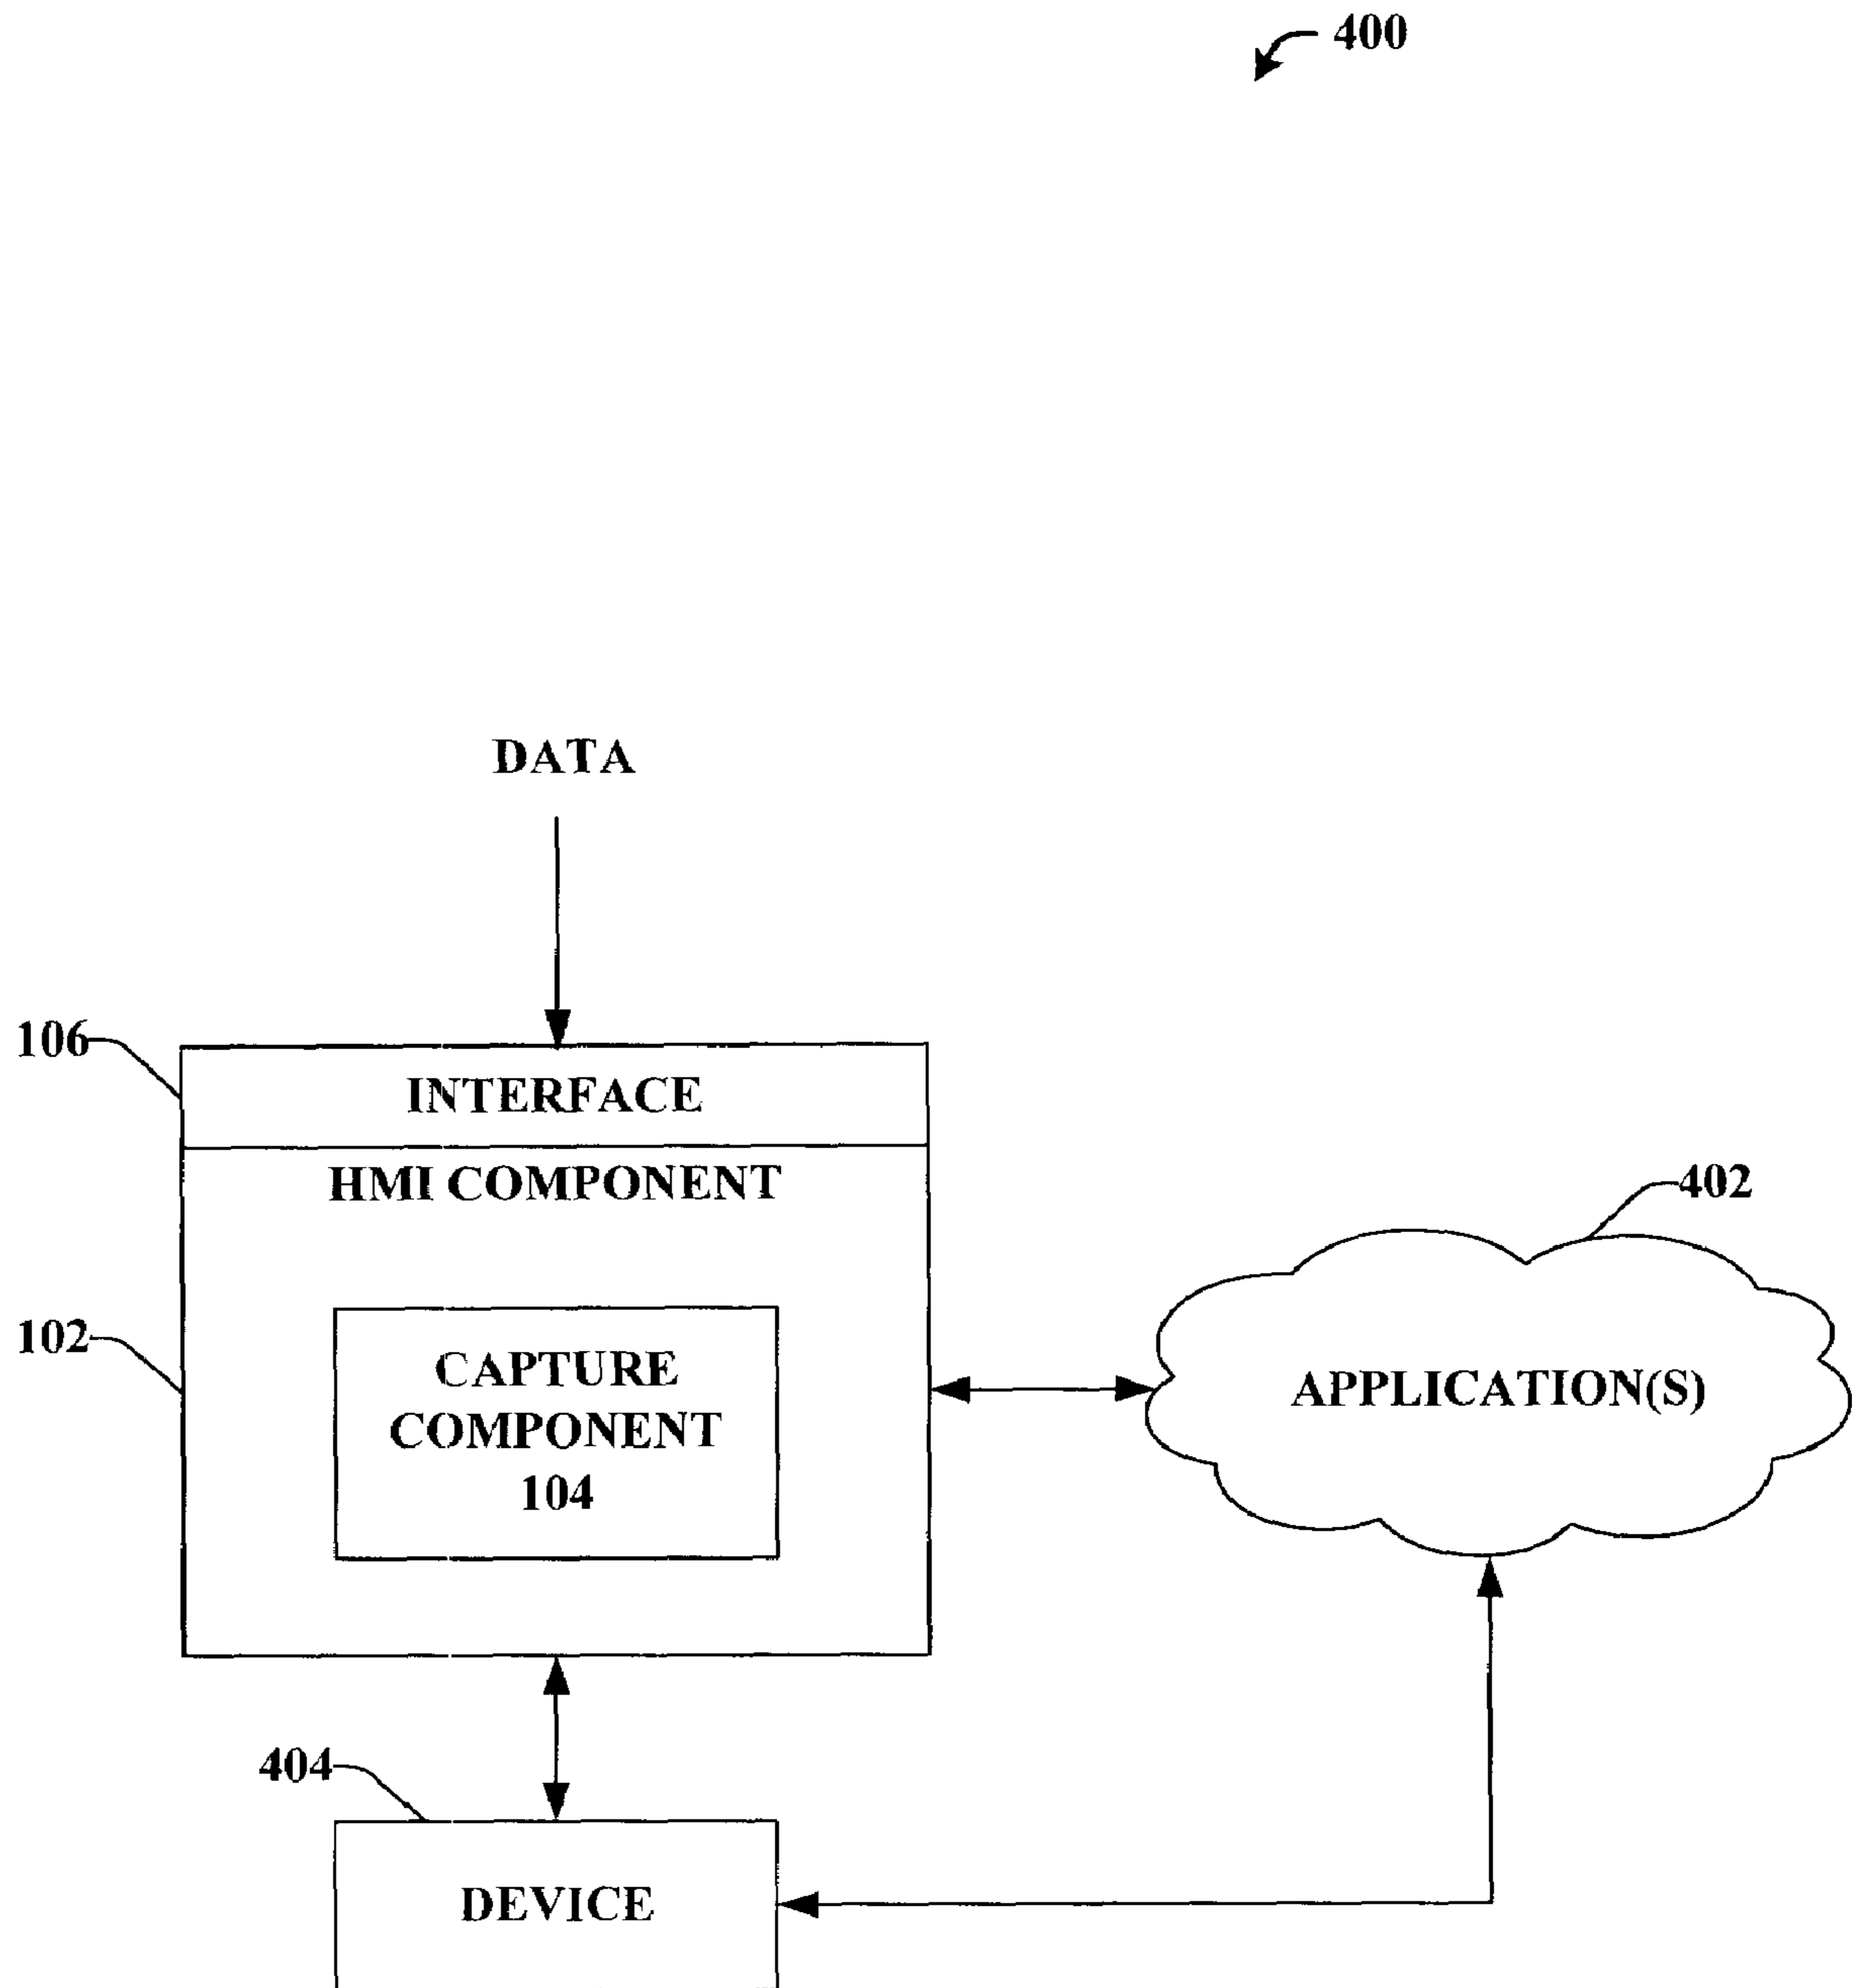 400
DATA
106
INTERFACE
HMI COMPONENT
402
102
CAPTURE
COMPONENT
104
APPLICATION(S)
404
DEVICE